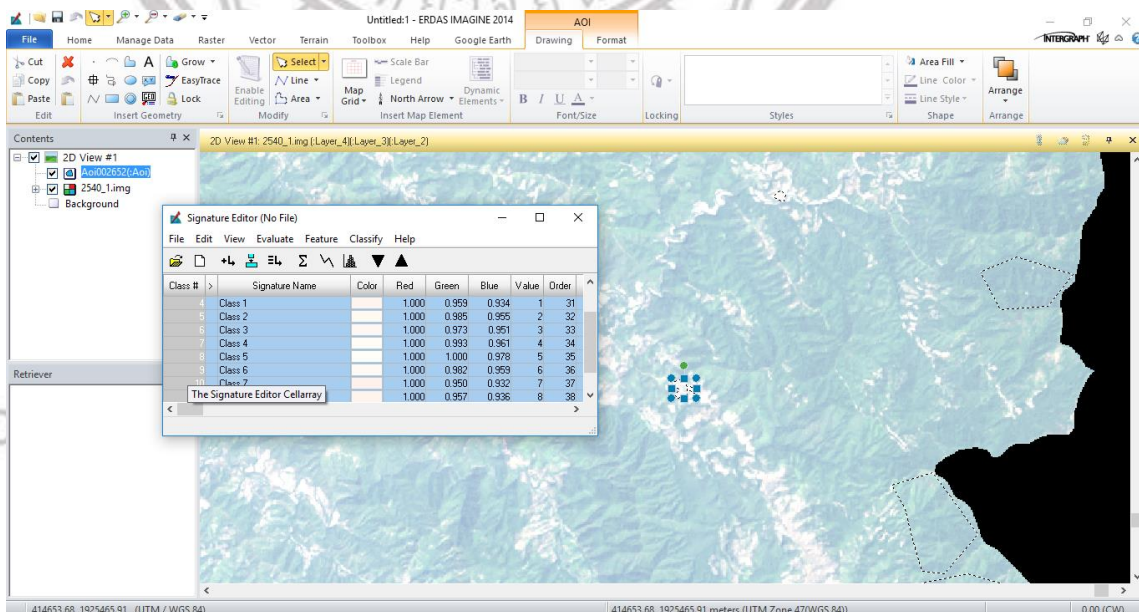 Untitled:1 - ERDAS IMAGINE 2014
AOI
File Home Manage Data Raster Vector Terrain Toolbox Help Google Earth Drawing Format
INTERGRAPH
Cut Grow Select Scale Bar Area Fill
Copy A EasyTrace Enable Editing Line Map Grid Legend Dynamic Elements Line Color Arrange
Paste Lock Area North Arrow B I U A Line Style
Edit Insert Geometry Modify Insert Map Element Font/Size Locking Styles Shape Arrange
Contents
2D View #1: 2540_1.img (:Layer_4)(:Layer_3)(:Layer_2)
2D View #1
Aoi002652(:Aoi)
2540_1.img
Background
Signature Editor (No File)
File Edit View Evaluate Feature Classify Help
Class # > Signature Name Color Red Green Blue Value Order
4 Class 1 1.000 0.959 0.934 1 31
5 Class 2 1.000 0.985 0.955 2 32
6 Class 3 1.000 0.973 0.951 3 33
7 Class 4 1.000 0.993 0.961 4 34
8 Class 5 1.000 1.000 0.978 5 35
9 Class 6 1.000 0.982 0.959 6 36
10 Class 7 1.000 0.950 0.932 7 37
1.000 0.957 0.936 8 38
The Signature Editor Cellarray
Retriever
414653.68, 1925465.91 (UTM / WGS 84)
414653.68, 1925465.91 meters (UTM Zone 47(WGS 84))
0.00 (CW)